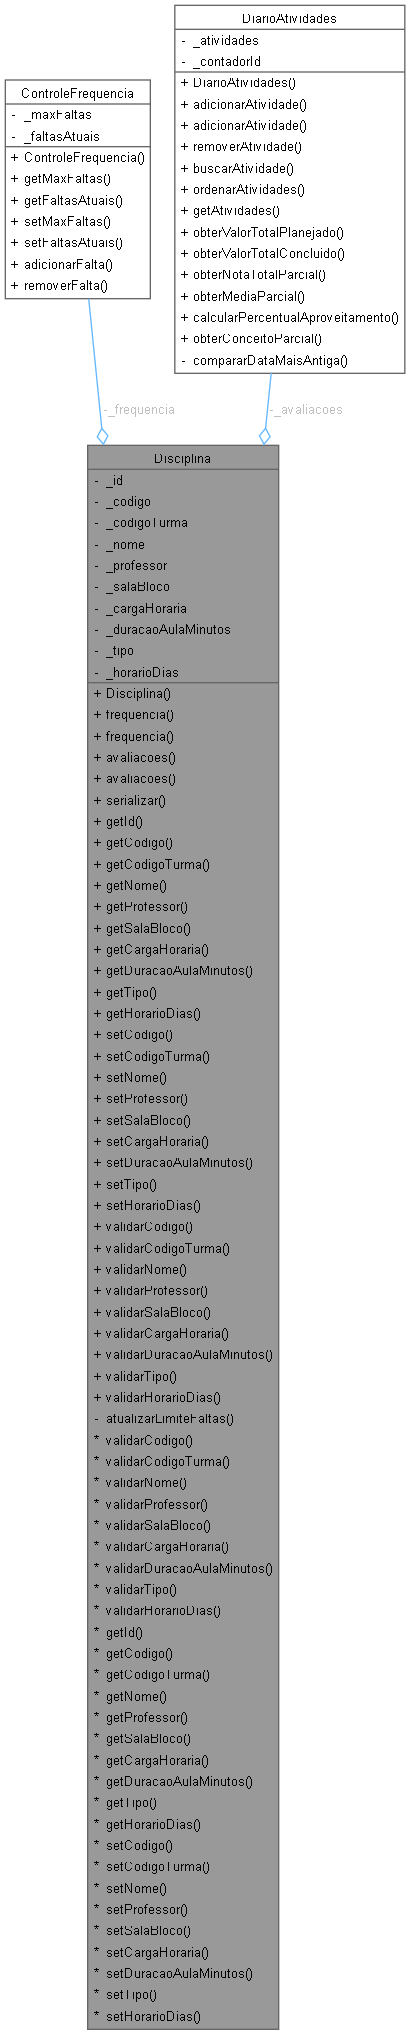 DiarioAtividades
- _atividades
- _contadorId
+ DiarioAtividades()
+ adicionarAtividade()
+ adicionarAtividade()
+ removerAtividade()
+ buscarAtividade()
+ ordenarAtividades()
+ getAtividades()
+ obterValorTotalPlanejado()
+ obterValorTotalConcluido()
+ obterNotaTotalParcial()
+ obterMediaParcial()
+ calcularPercentualAproveitamento()
+ obterConceitoParcial()
- compararDataMaisAntiga()
ControleFrequencia
- _maxFaltas
- _faltasAtuais
+ ControleFrequencia()
+ getMaxFaltas()
+ getFaltasAtuais()
+ setMaxFaltas()
+ setFaltasAtuais()
+ adicionarFalta()
+ removerFalta()
-_frequencia
-_avaliacoes
Disciplina
- _id
- _codigo
- _codigoTurma
- _nome
- _professor
- _salaBloco
- _cargaHoraria
- _duracaoAulaMinutos
- _tipo
- _horarioDias
+ Disciplina()
+ frequencia()
+ frequencia()
+ avaliacoes()
+ avaliacoes()
+ serializar()
+ getId()
+ getCodigo()
+ getCodigoTurma()
+ getNome()
+ getProfessor()
+ getSalaBloco()
+ getCargaHoraria()
+ getDuracaoAulaMinutos()
+ getTipo()
+ getHorarioDias()
+ setCodigo()
+ setCodigoTurma()
+ setNome()
+ setProfessor()
+ setSalaBloco()
+ setCargaHoraria()
+ setDuracaoAulaMinutos()
+ setTipo()
+ setHorarioDias()
+ validarCodigo()
+ validarCodigoTurma()
+ validarNome()
+ validarProfessor()
+ validarSalaBloco()
+ validarCargaHoraria()
+ validarDuracaoAulaMinutos()
+ validarTipo()
+ validarHorarioDias()
- atualizarLimiteFaltas()
* validarCodigo()
* validarCodigoTurma()
* validarNome()
* validarProfessor()
* validarSalaBloco()
* validarCargaHoraria()
* validarDuracaoAulaMinutos()
* validarTipo()
* validarHorarioDias()
* getId()
* getCodigo()
* getCodigoTurma()
* getNome()
* getProfessor()
* getSalaBloco()
* getCargaHoraria()
* getDuracaoAulaMinutos()
* getTipo()
* getHorarioDias()
* setCodigo()
* setCodigoTurma()
* setNome()
* setProfessor()
* setSalaBloco()
* setCargaHoraria()
* setDuracaoAulaMinutos()
* setTipo()
* setHorarioDias()